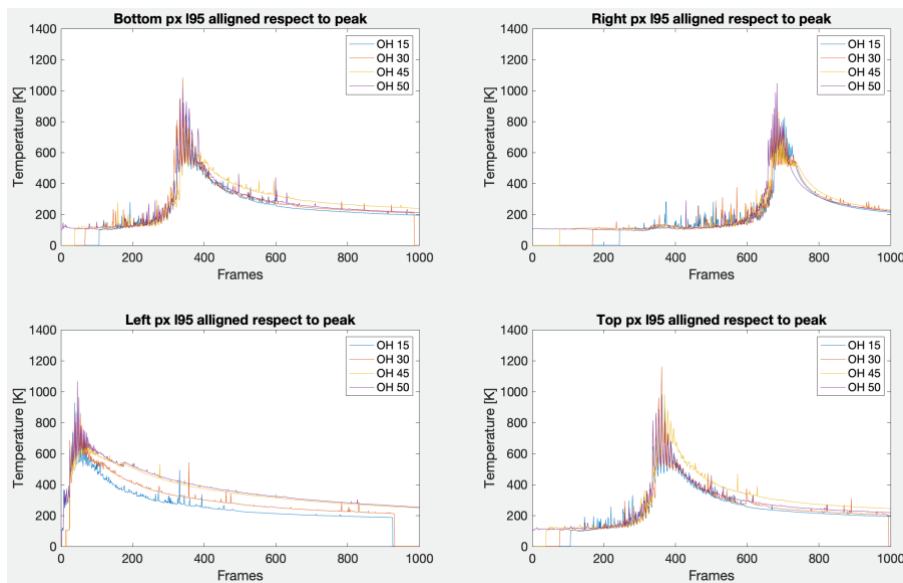 Bottom px I95 alligned respect to peak
1400
1200
1000
800
600
400
200
0
Temperature [K]
OH 15
OH 30
OH 45
OH 50
0 200 400 600 800 1000
Frames
Right px I95 alligned respect to peak
1400
1200
1000
800
600
400
200
0
Temperature [K]
OH 15
OH 30
OH 45
OH 50
0 200 400 600 800 1000
Frames
Left px I95 alligned respect to peak
1400
1200
1000
800
600
400
200
0
Temperature [K]
OH 15
OH 30
OH 45
OH 50
0 200 400 600 800 1000
Frames
Top px I95 alligned respect to peak
1400
1200
1000
800
600
400
200
0
Temperature [K]
OH 15
OH 30
OH 45
OH 50
0 200 400 600 800 1000
Frames